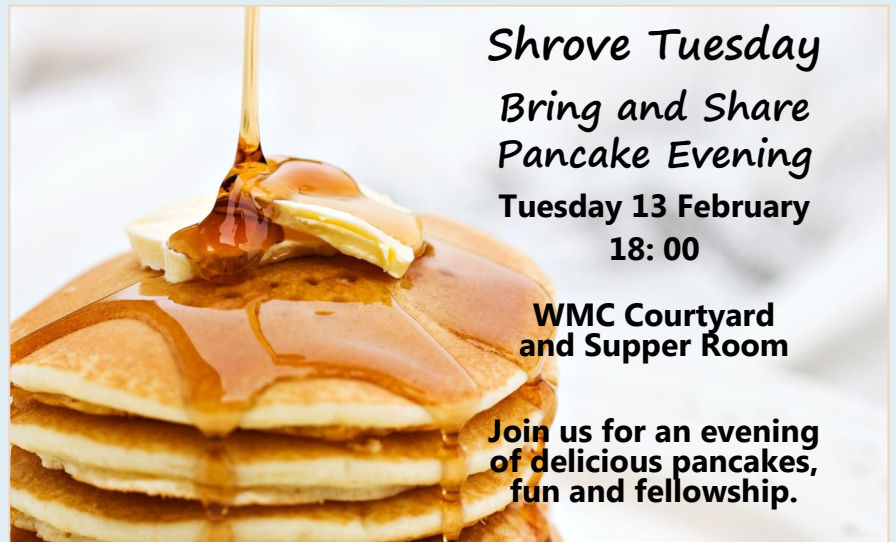 Shrove Tuesday
Bring and Share
Pancake Evening
Tuesday 13 February
18: 00
WMC Courtyard
and Supper Room
Join us for an evening
of delicious pancakes,
fun and fellowship.